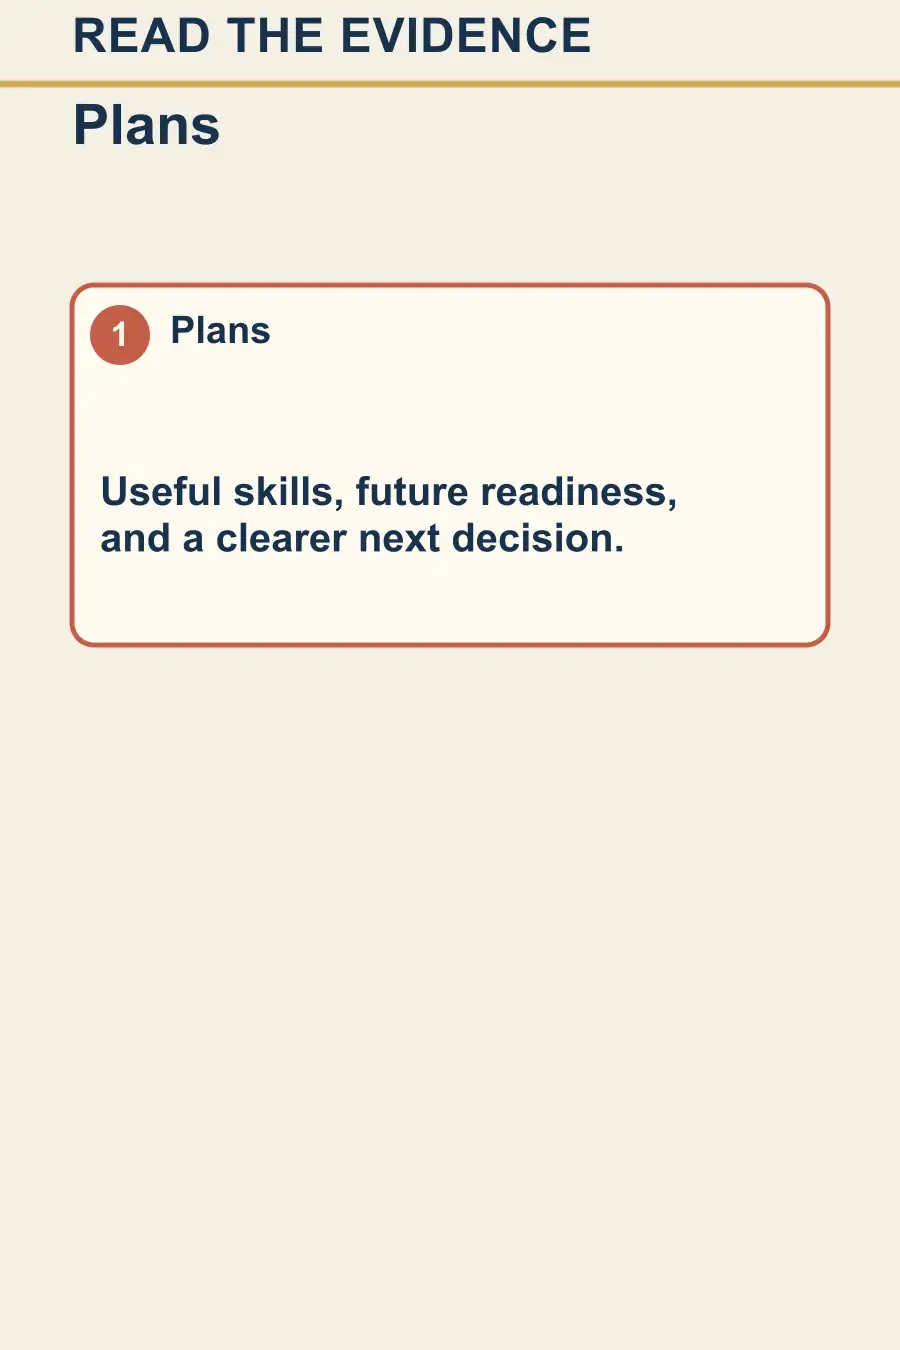 READ THE EVIDENCE
Plans
1 Plans
Useful skills, future readiness,
and a clearer next decision.